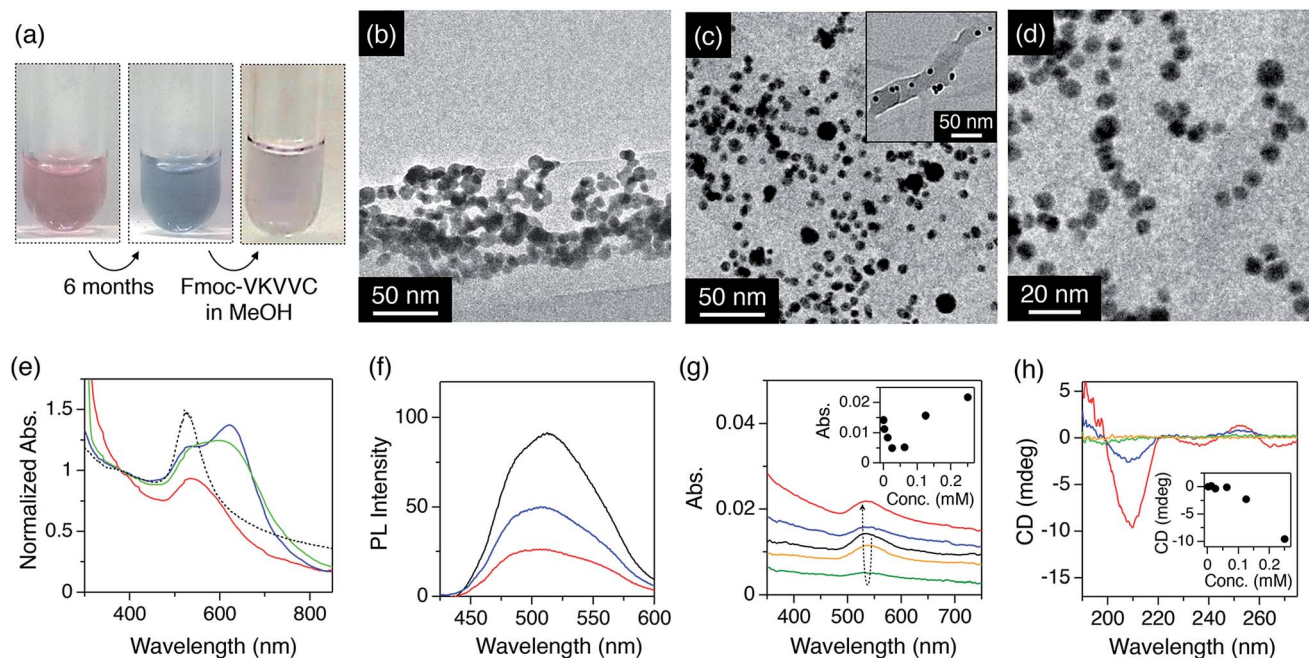 (a)
6 months
Fmoc-VKVVC
in MeOH
(b)
50 nm
(c)
50 nm
50 nm
(d)
20 nm
(e)
Normalized Abs.
1.5
1
0.5
0
400
600
800
Wavelength (nm)
(f)
PL Intensity
100
50
0
450
500
550
600
Wavelength (nm)
(g)
Abs.
0.04
0.02
0
400
500
600
700
Wavelength (nm)
Abs.
0.02
0.01
0
0
0.1
0.2
Conc. (mM)
(h)
CD (mdeg)
5
0
-5
-10
-15
200
220
240
260
Wavelength (nm)
CD (mdeg)
0
-5
-10
0
0.1
0.2
Conc. (mM)